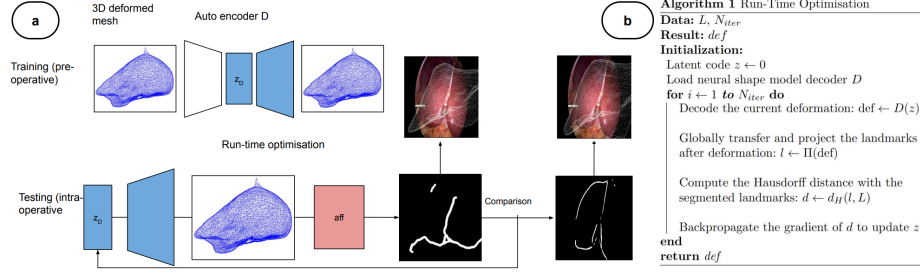 a
3D deformed
mesh
Auto encoder D
Training (pre-
operative)
z_D
Run-time optimisation
Testing (intra-
operative
z_D
aff
Comparison
b
Algorithm 1 Run-Time Optimisation
Data: L, N_iter
Result: def
Initialization:
Latent code z ← 0
Load neural shape model decoder D
for i ← 1 to N_iter do
Decode the current deformation: def ← D(z)
Globally transfer and project the landmarks
after deformation: l ← Π(def)
Compute the Hausdorff distance with the
segmented landmarks: d ← d_H(l, L)
Backpropagate the gradient of d to update z
end
return def